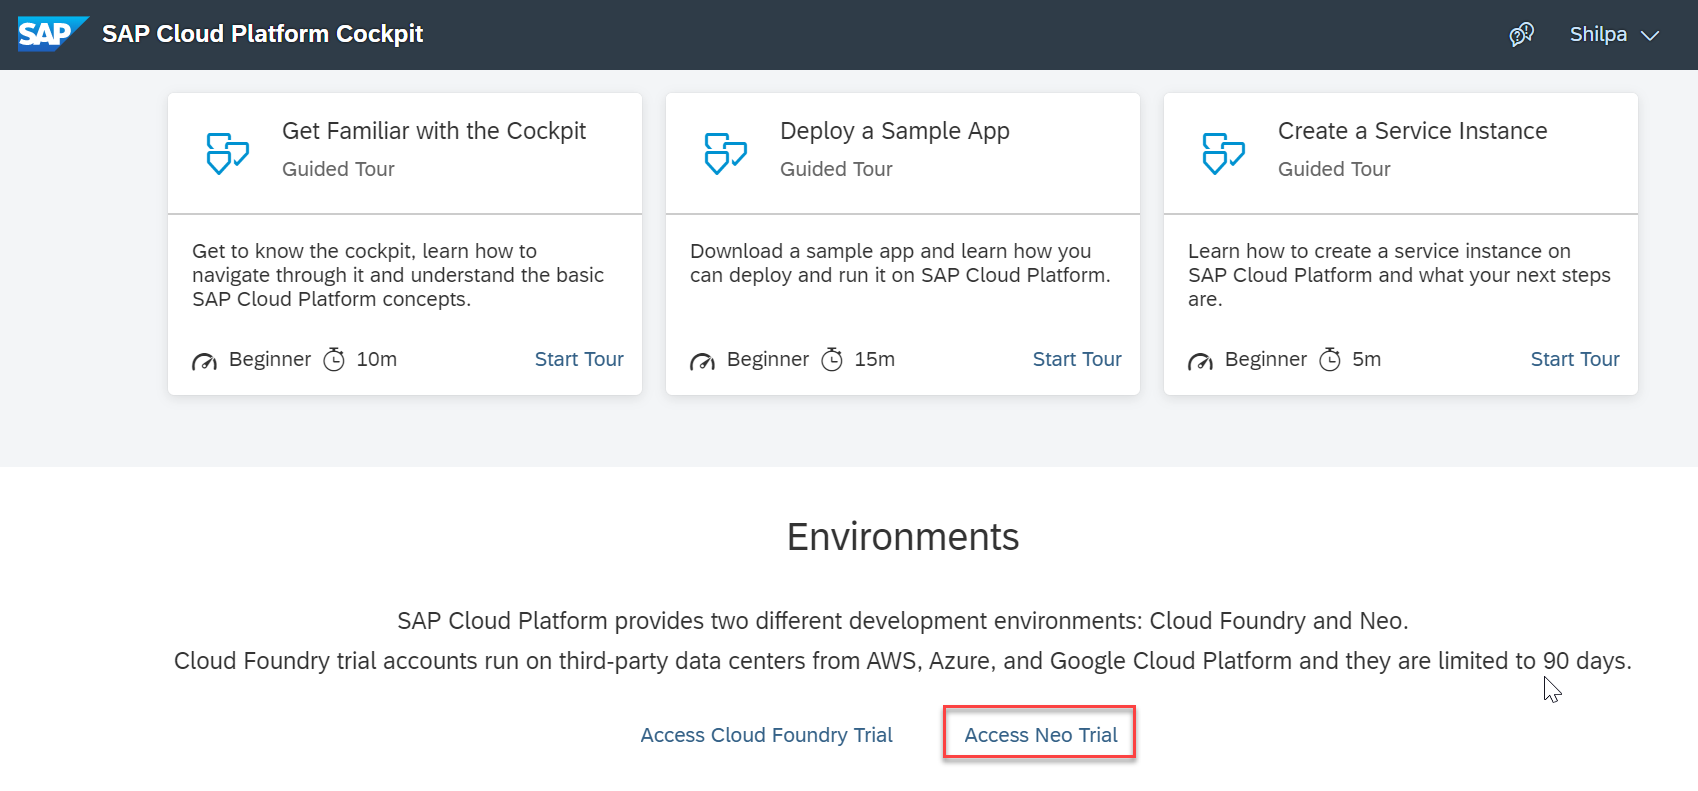 SAP SAP Cloud Platform Cockpit Shilpa
Get Familiar with the Cockpit
Guided Tour
Get to know the cockpit, learn how to
navigate through it and understand the basic
SAP Cloud Platform concepts.
Beginner 10m Start Tour
Deploy a Sample App
Guided Tour
Download a sample app and learn how you
can deploy and run it on SAP Cloud Platform.
Beginner 15m Start Tour
Create a Service Instance
Guided Tour
Learn how to create a service instance on
SAP Cloud Platform and what your next steps
are.
Beginner 5m Start Tour
Environments
SAP Cloud Platform provides two different development environments: Cloud Foundry and Neo.
Cloud Foundry trial accounts run on third-party data centers from AWS, Azure, and Google Cloud Platform and they are limited to 90 days.
Access Cloud Foundry Trial Access Neo Trial